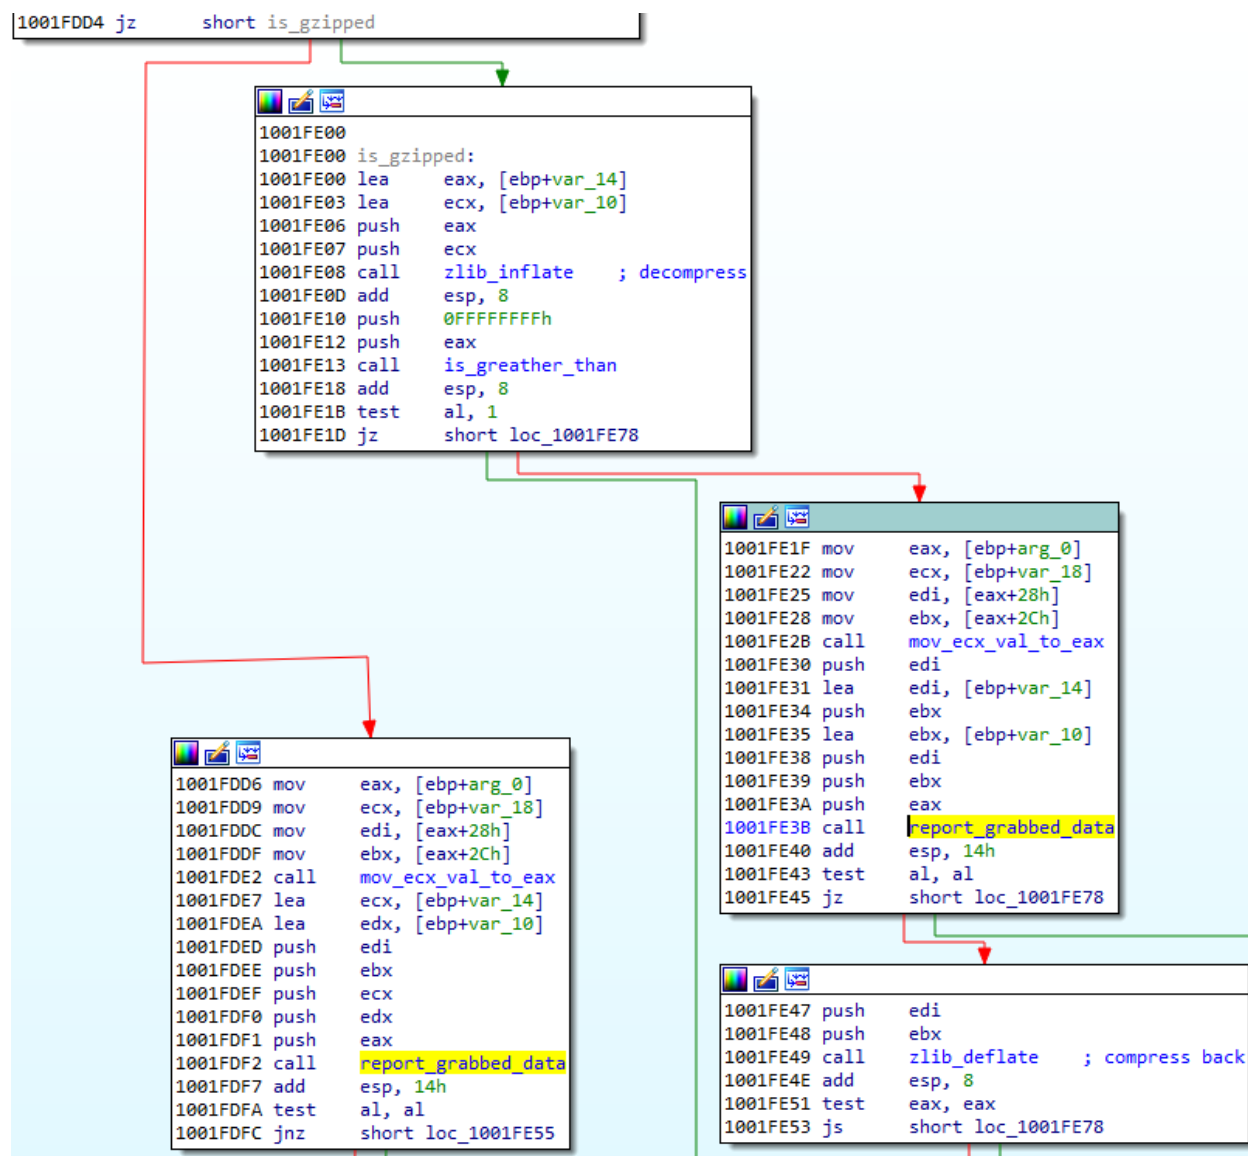 1001FDD4 jz short is_gzipped
1001FE00
1001FE00 is_gzipped:
1001FE00 lea eax, [ebp+var_14]
1001FE03 lea ecx, [ebp+var_10]
1001FE06 push eax
1001FE07 push ecx
1001FE08 call zlib_inflate ; decompress
1001FE0D add esp, 8
1001FE10 push 0FFFFFFFFh
1001FE12 push eax
1001FE13 call is_greather_than
1001FE18 add esp, 8
1001FE1B test al, 1
1001FE1D jz short loc_1001FE78
1001FE1F mov eax, [ebp+arg_0]
1001FE22 mov ecx, [ebp+var_18]
1001FE25 mov edi, [eax+28h]
1001FE28 mov ebx, [eax+2Ch]
1001FE2B call mov_ecx_val_to_eax
1001FE30 push edi
1001FE31 lea edi, [ebp+var_14]
1001FE34 push ebx
1001FE35 lea ebx, [ebp+var_10]
1001FE38 push edi
1001FE39 push ebx
1001FE3A push eax
1001FE3B call report_grabbed_data
1001FE40 add esp, 14h
1001FE43 test al, al
1001FE45 jz short loc_1001FE78
1001FDD6 mov eax, [ebp+arg_0]
1001FDD9 mov ecx, [ebp+var_18]
1001FDDC mov edi, [eax+28h]
1001FDDF mov ebx, [eax+2Ch]
1001FDE2 call mov_ecx_val_to_eax
1001FDE7 lea ecx, [ebp+var_14]
1001FDEA lea edx, [ebp+var_10]
1001FDED push edi
1001FDEE push ebx
1001FDEF push ecx
1001FDF0 push edx
1001FDF1 push eax
1001FDF2 call report_grabbed_data
1001FDF7 add esp, 14h
1001FDFA test al, al
1001FDFC jnz short loc_1001FE55
1001FE47 push edi
1001FE48 push ebx
1001FE49 call zlib_deflate ; compress back
1001FE4E add esp, 8
1001FE51 test eax, eax
1001FE53 js short loc_1001FE78